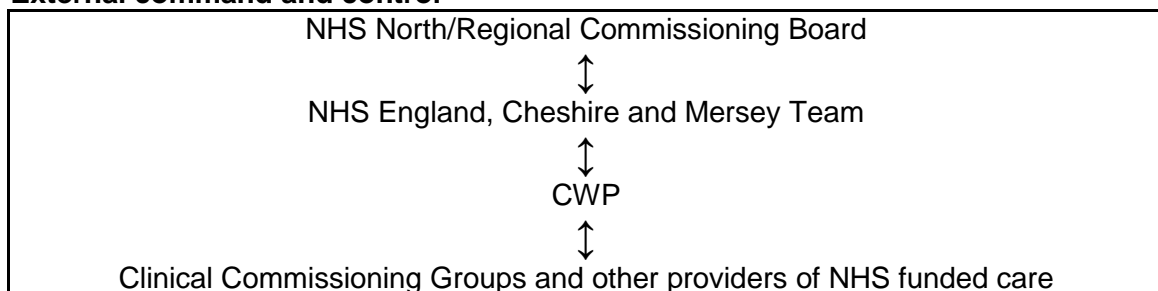 External command and control
NHS North/Regional Commissioning Board
↕
NHS England, Cheshire and Mersey Team
↕
CWP
↕
Clinical Commissioning Groups and other providers of NHS funded care